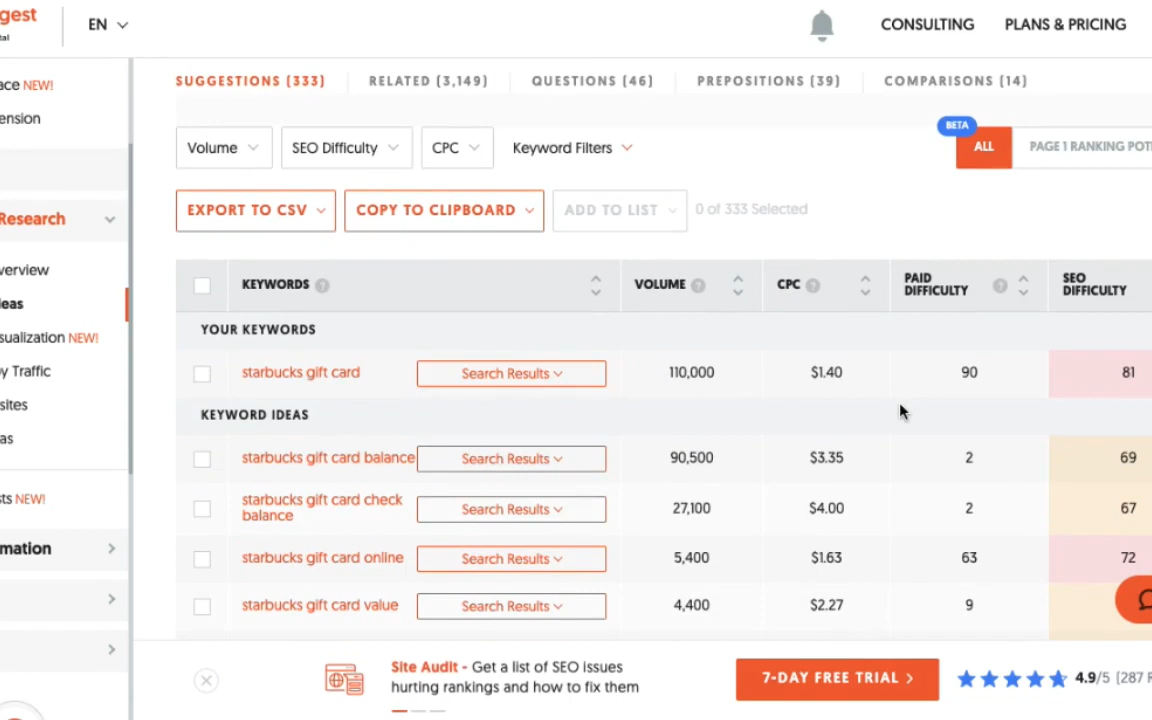 gest
tal
EN
CONSULTING PLANS & PRICING
ace NEW!
ension
Research
verview
eas
sualization NEW!
y Traffic
sites
as
sts NEW!
mation
SUGGESTIONS (333) RELATED (3,149) QUESTIONS (46) PREPOSITIONS (39) COMPARISONS (14)
Volume SEO Difficulty CPC Keyword Filters
BETA
ALL PAGE 1 RANKING POTE
EXPORT TO CSV COPY TO CLIPBOARD ADD TO LIST 0 of 333 Selected
KEYWORDS ? VOLUME ? CPC ? PAID DIFFICULTY ? SEO DIFFICULTY
YOUR KEYWORDS
starbucks gift card Search Results 110,000 $1.40 90 81
KEYWORD IDEAS
starbucks gift card balance Search Results 90,500 $3.35 2 69
starbucks gift card check balance Search Results 27,100 $4.00 2 67
starbucks gift card online Search Results 5,400 $1.63 63 72
starbucks gift card value Search Results 4,400 $2.27 9
Site Audit - Get a list of SEO issues
hurting rankings and how to fix them
7-DAY FREE TRIAL >
4.9/5 (287 R